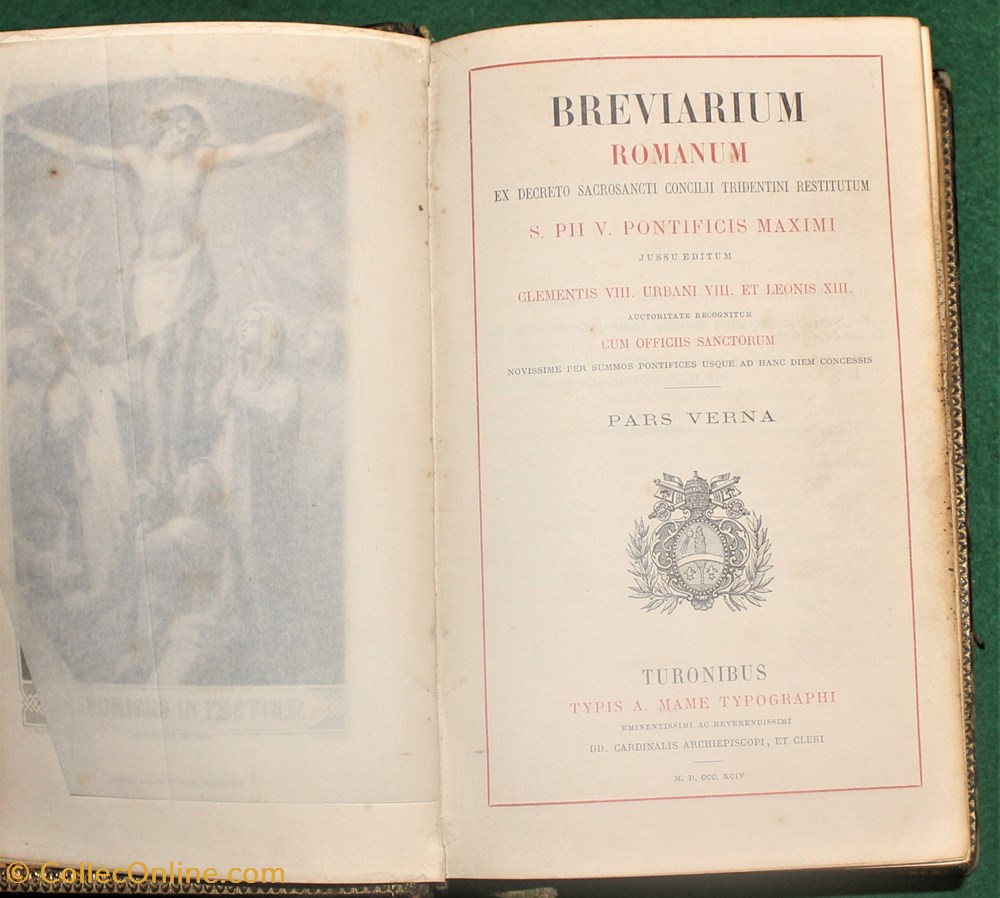 BREVIARIUM
ROMANUM
EX DECRETO SACROSANCTI CONCILII TRIDENTINI RESTITUTUM
S. PII V. PONTIFICIS MAXIMI
JUSSU EDITUM
CLEMENTIS VIII. URBANI VIII. ET LEONIS XIII.
AUCTORITATE RECOGNITUM
CUM OFFICIIS SANCTORUM
NOVISSIME PER SUMMOS PONTIFICES USQUE AD HANC DIEM CONCESSIS
PARS VERNA
TURONIBUS
TYPIS A. MAME TYPOGRAPHI
EMINENTISSIMI AC REVERENDISSIMI
DD. CARDINALIS ARCHIEPISCOPI, ET CLERI
M. D. CCC. XCIV
© CollecOnline.com